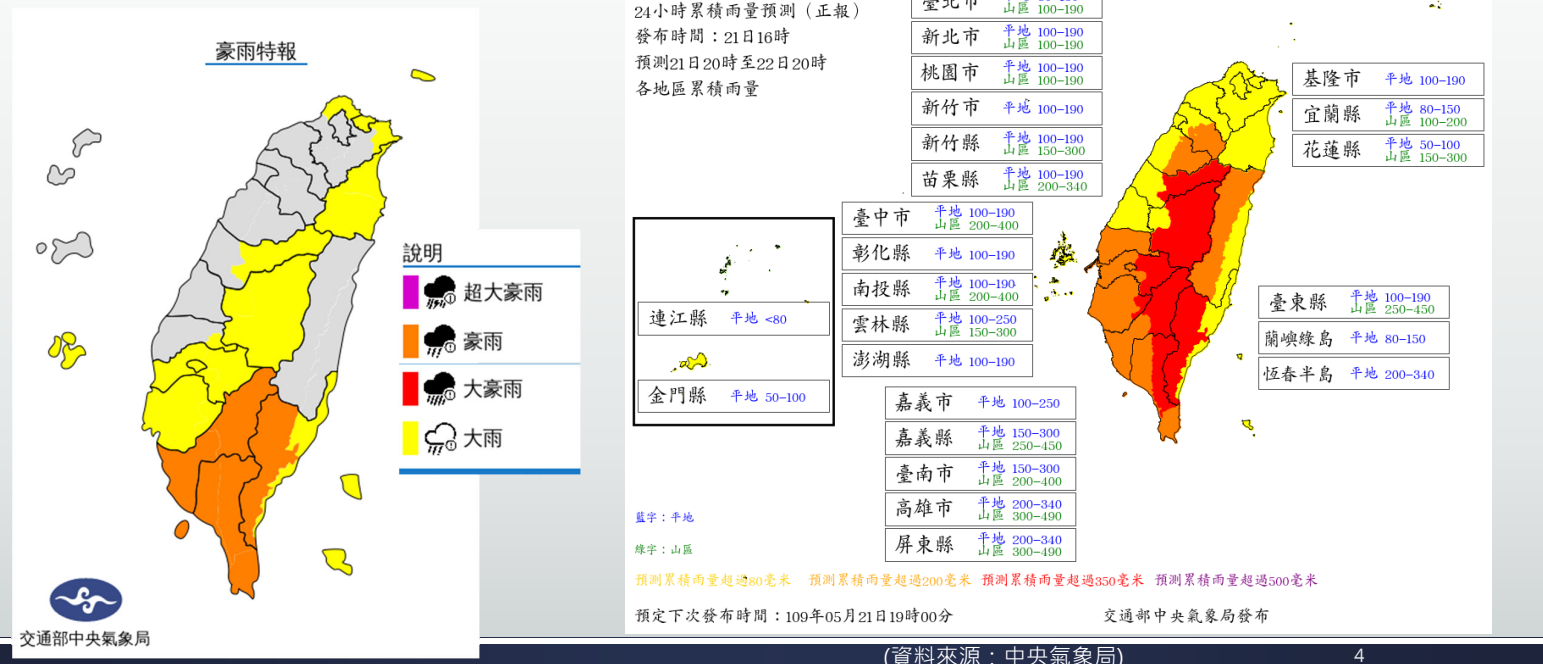 豪雨特報
說明
超大豪雨
豪雨
大豪雨
大雨
交通部中央氣象局
24小時累積雨量預測（正報）
發布時間：21日16時
預測21日20時至22日20時
各地區累積雨量
臺北市
山區 100-190
新北市 平地 100-190
山區 100-190
桃園市 平地 100-190
山區 100-190
新竹市 平地 100-190
新竹縣 平地 100-190
山區 150-300
苗栗縣 平地 100-190
山區 200-340
臺中市 平地 100-190
山區 200-400
彰化縣 平地 100-190
南投縣 平地 100-190
山區 200-400
雲林縣 平地 100-250
山區 150-300
澎湖縣 平地 100-190
嘉義市 平地 100-250
嘉義縣 平地 150-300
山區 250-450
臺南市 平地 150-300
山區 200-400
高雄市 平地 200-340
山區 300-490
屏東縣 平地 200-340
山區 300-490
基隆市 平地 100-190
宜蘭縣 平地 80-150
山區 100-200
花蓮縣 平地 50-100
山區 150-300
臺東縣 平地 100-190
山區 250-450
蘭嶼綠島 平地 80-150
恆春半島 平地 200-340
連江縣 平地 <80
金門縣 平地 50-100
藍字：平地
綠字：山區
預測累積雨量超過80毫米 預測累積雨量超過200毫米 預測累積雨量超過350毫米 預測累積雨量超過500毫米
預定下次發布時間：109年05月21日19時00分 交通部中央氣象局發布
(資料來源：中央氣象局) 4